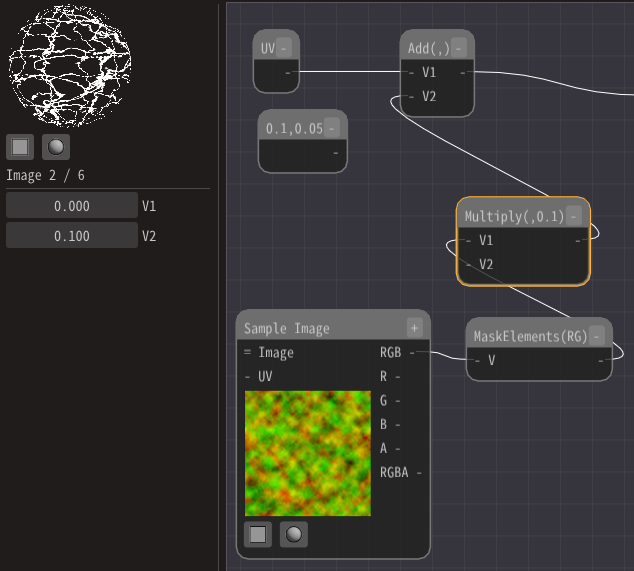 Image 2 / 6
0.000 V1
0.100 V2
UV -
-
Add(,) -
- V1 -
- V2
0.1,0.05 -
-
Multiply(,0.1) -
- V1 -
- V2
Sample Image +
= Image RGB -
- UV R -
G -
B -
A -
RGBA -
MaskElements(RG) -
- V -